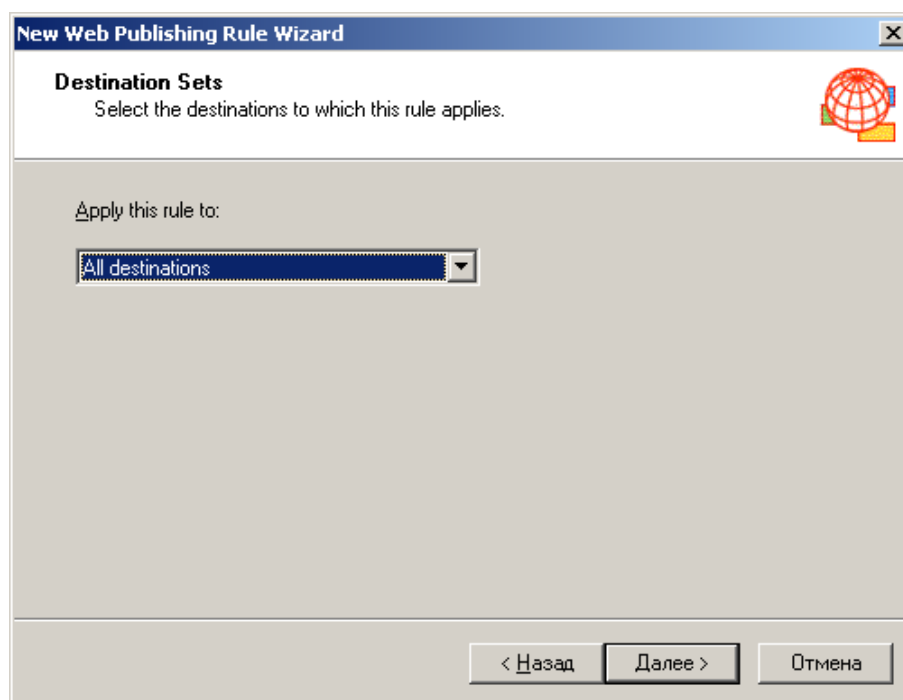 New Web Publishing Rule Wizard
Destination Sets
Select the destinations to which this rule applies.
Apply this rule to:
All destinations
< Назад
Далее >
Отмена